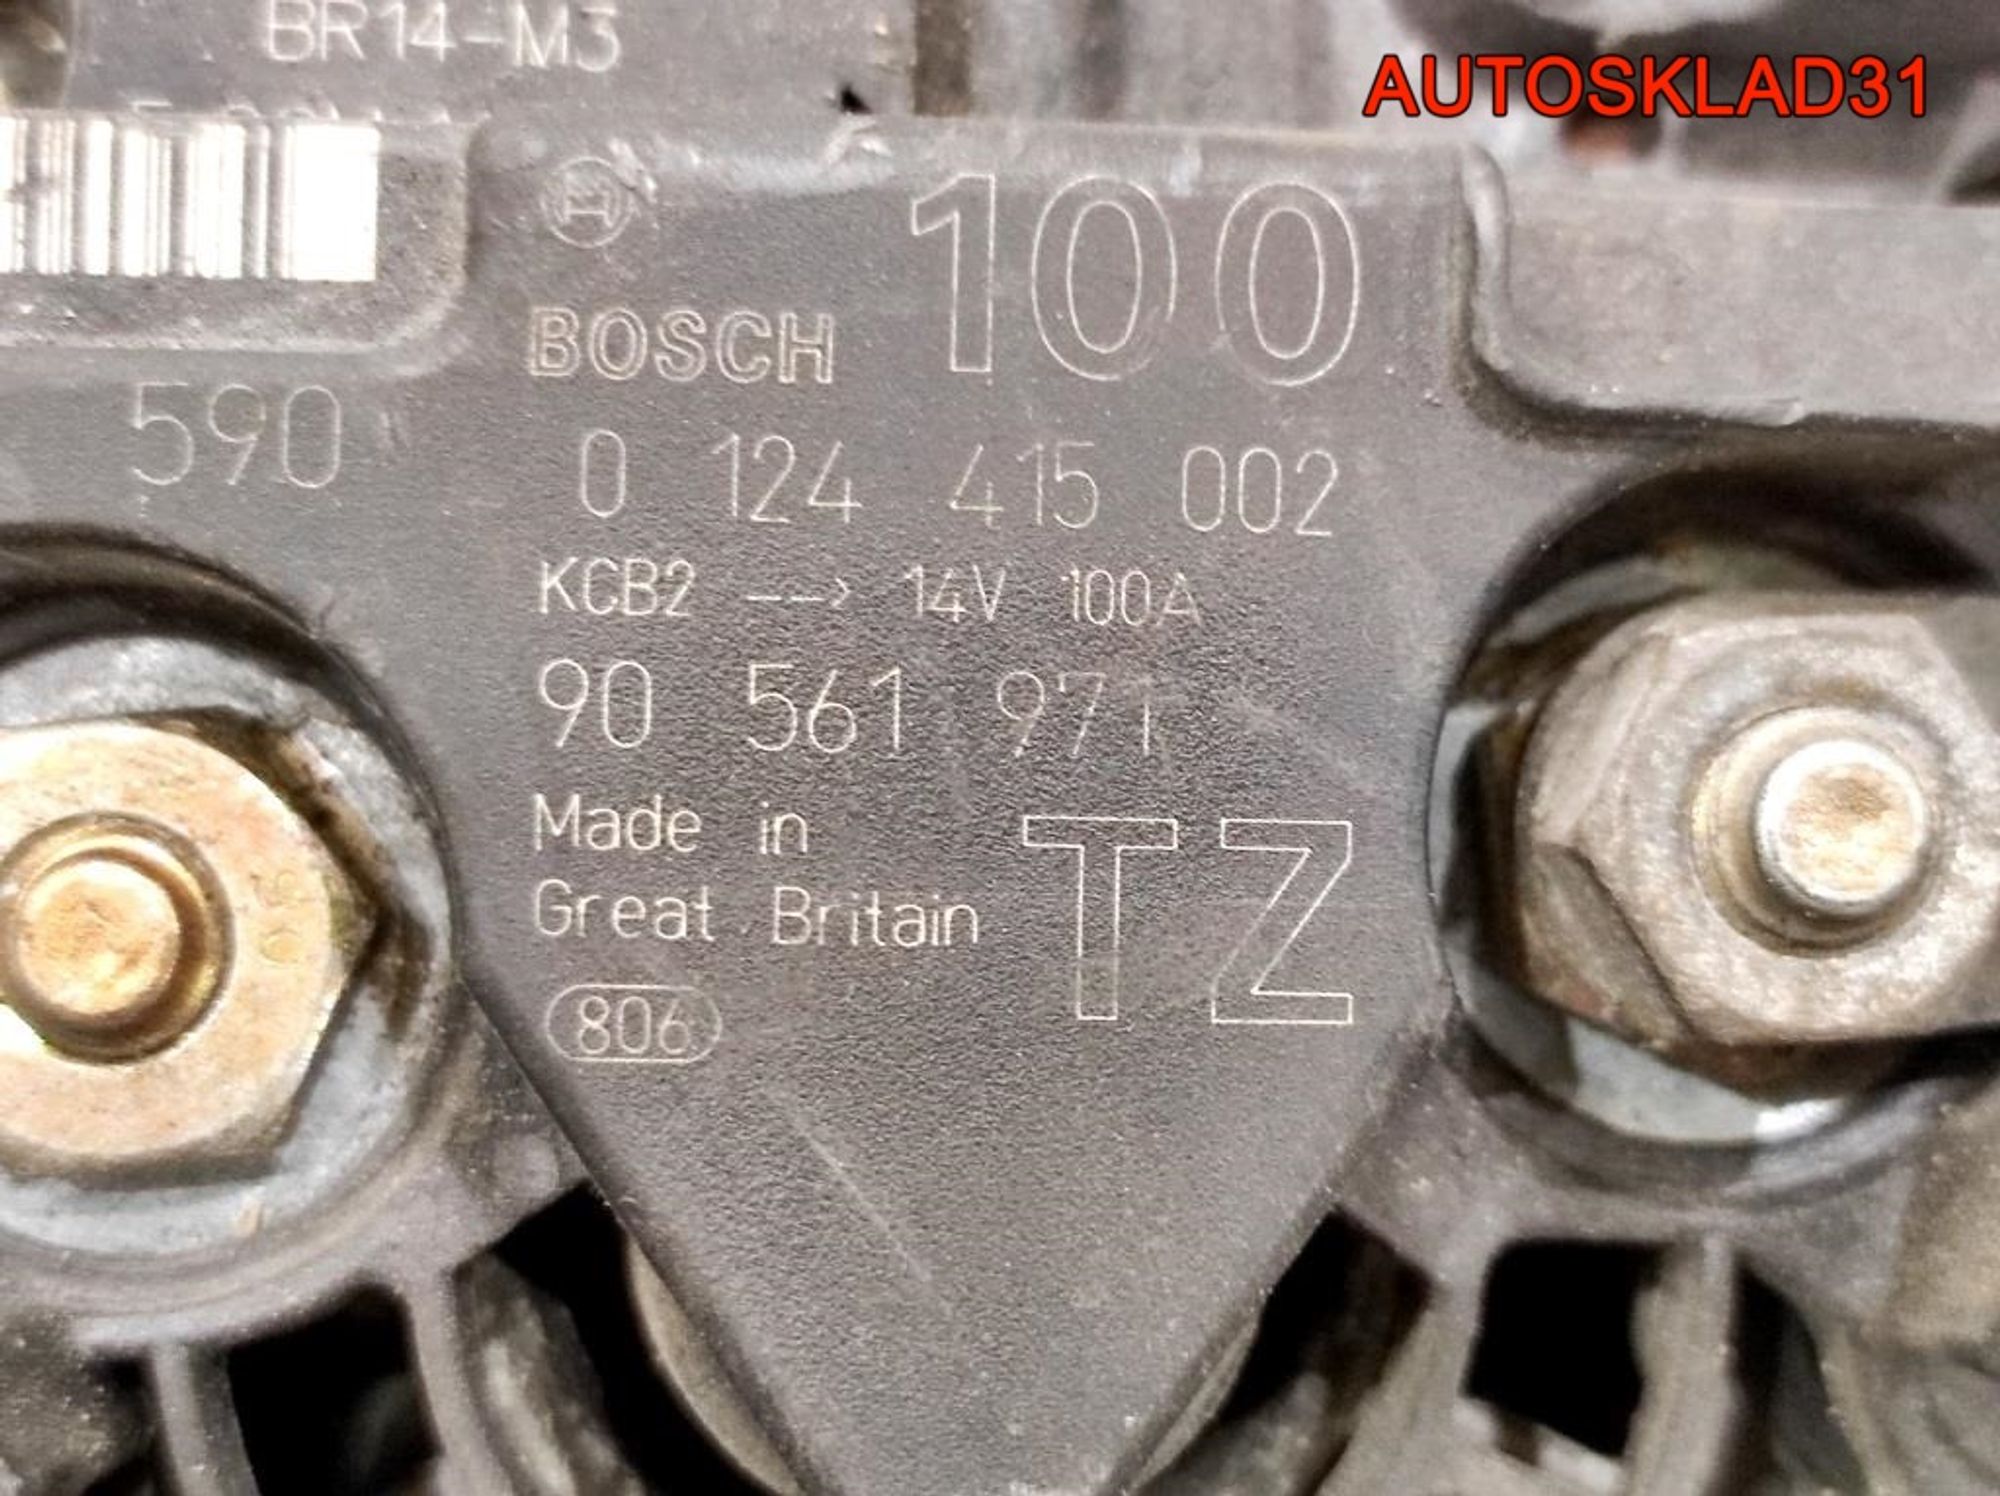 BR14-M3
AUTOSKLAD31
100
BOSCH
590
0 124 415 002
KCB2 --> 14V 100A
90 561 971
Made in
Great Britain
TZ
806